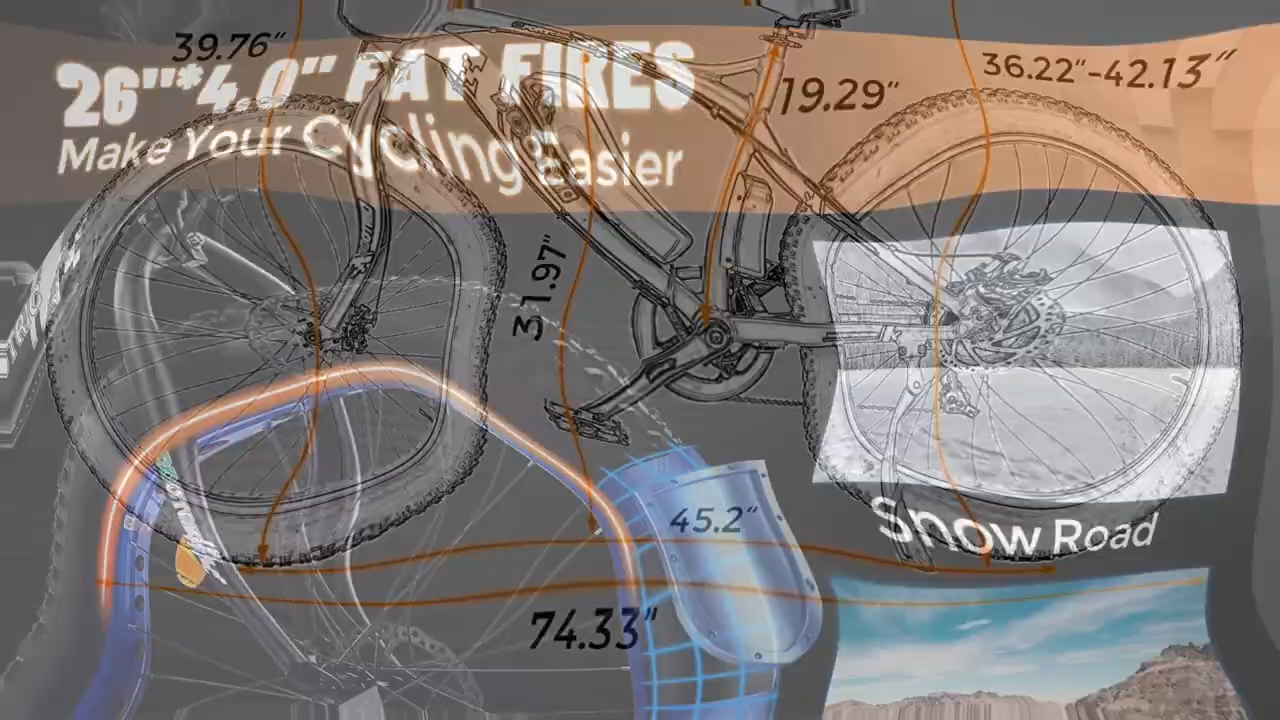 39.76″
36.22″-42.13″
26″*4.0″ FAT FIRES
19.29″
Make Your Cycling Easier
31.97″
45.2″
Snow Road
74.33″